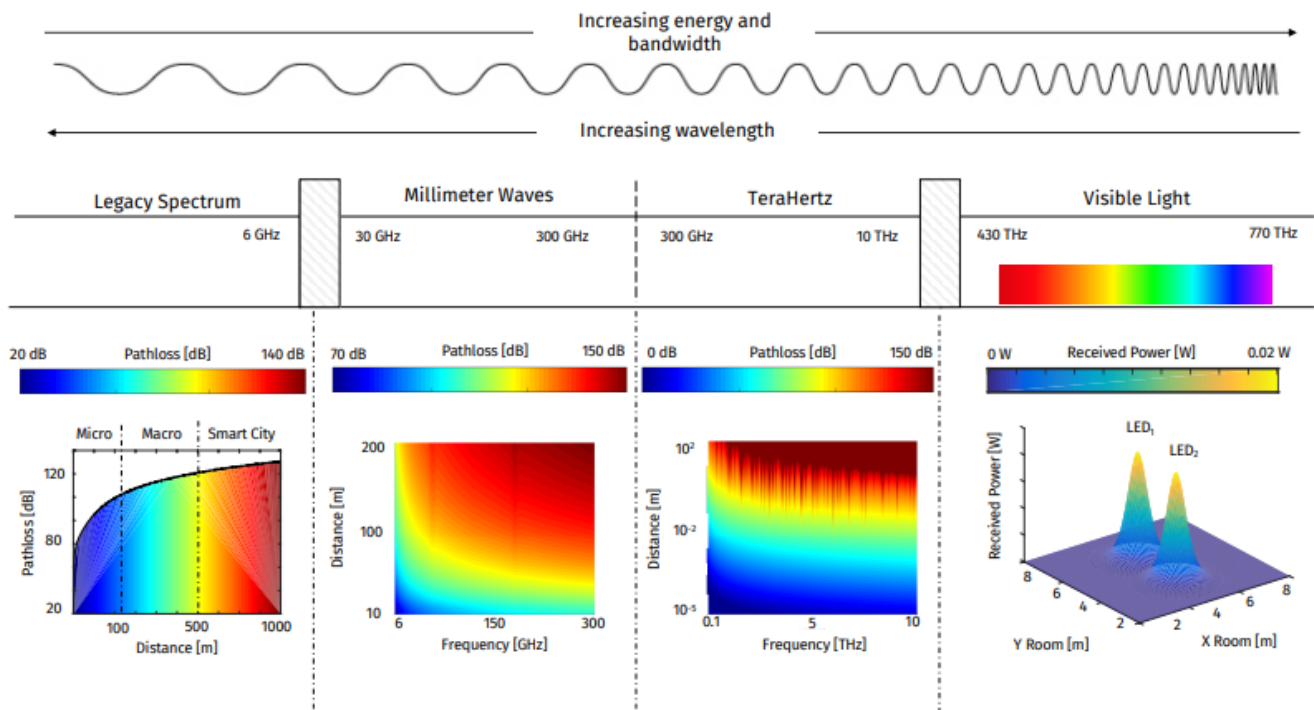 Increasing energy and
bandwidth
Increasing wavelength
Legacy Spectrum
Millimeter Waves
TeraHertz
Visible Light
6 GHz
30 GHz
300 GHz
300 GHz
10 THz
430 THz
770 THz
20 dB
Pathloss [dB]
140 dB
70 dB
Pathloss [dB]
150 dB
0 dB
Pathloss [dB]
150 dB
0 W
Received Power [W]
0.02 W
Micro
Macro
Smart City
120
80
20
Pathloss [dB]
100
500
1000
Distance [m]
200
100
10
Distance [m]
6
150
300
Frequency [GHz]
10²
10⁻²
10⁻⁵
Distance [m]
0.1
5
10
Frequency [THz]
LED₁
LED₂
Received Power [W]
8
6
4
2
Y Room [m]
2
4
6
8
X Room [m]